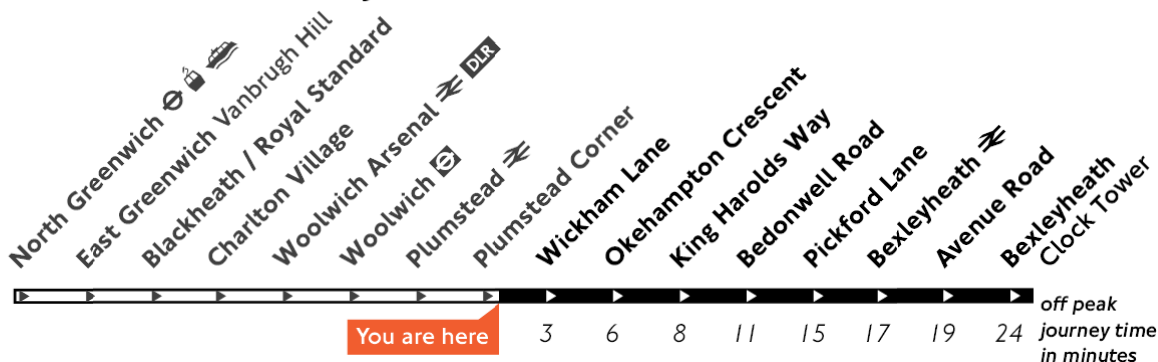 North Greenwich
East Greenwich Vanbrugh Hill
Blackheath / Royal Standard
Charlton Village
Woolwich Arsenal DLR
Woolwich
Plumstead
Plumstead Corner
Wickham Lane
Okehampton Crescent
King Harolds Way
Bedonwell Road
Pickford Lane
Bexleyheath
Avenue Road
Bexleyheath
Clock Tower
You are here
3 6 8 11 15 17 19 24
off peak
journey time
in minutes